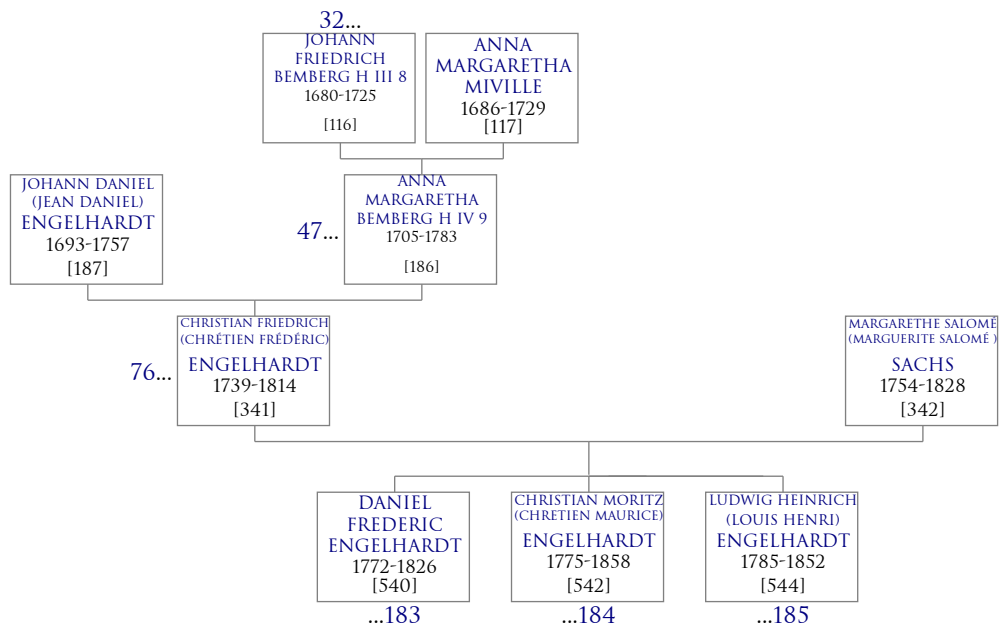 32...
JOHANN
FRIEDRICH
BEMBERG H III 8
1680-1725
[116]
ANNA
MARGARETHA
MIVILLE
1686-1729
[117]
JOHANN DANIEL
(JEAN DANIEL)
ENGELHARDT
1693-1757
[187]
47...
ANNA
MARGARETHA
BEMBERG H IV 9
1705-1783
[186]
76...
CHRISTIAN FRIEDRICH
(CHRÉTIEN FRÉDÉRIC)
ENGELHARDT
1739-1814
[341]
MARGARETHE SALOMÉ
(MARGUERITE SALOMÉ )
SACHS
1754-1828
[342]
DANIEL
FREDERIC
ENGELHARDT
1772-1826
[540]
...183
CHRISTIAN MORITZ
(CHRETIEN MAURICE)
ENGELHARDT
1775-1858
[542]
...184
LUDWIG HEINRICH
(LOUIS HENRI)
ENGELHARDT
1785-1852
[544]
...185